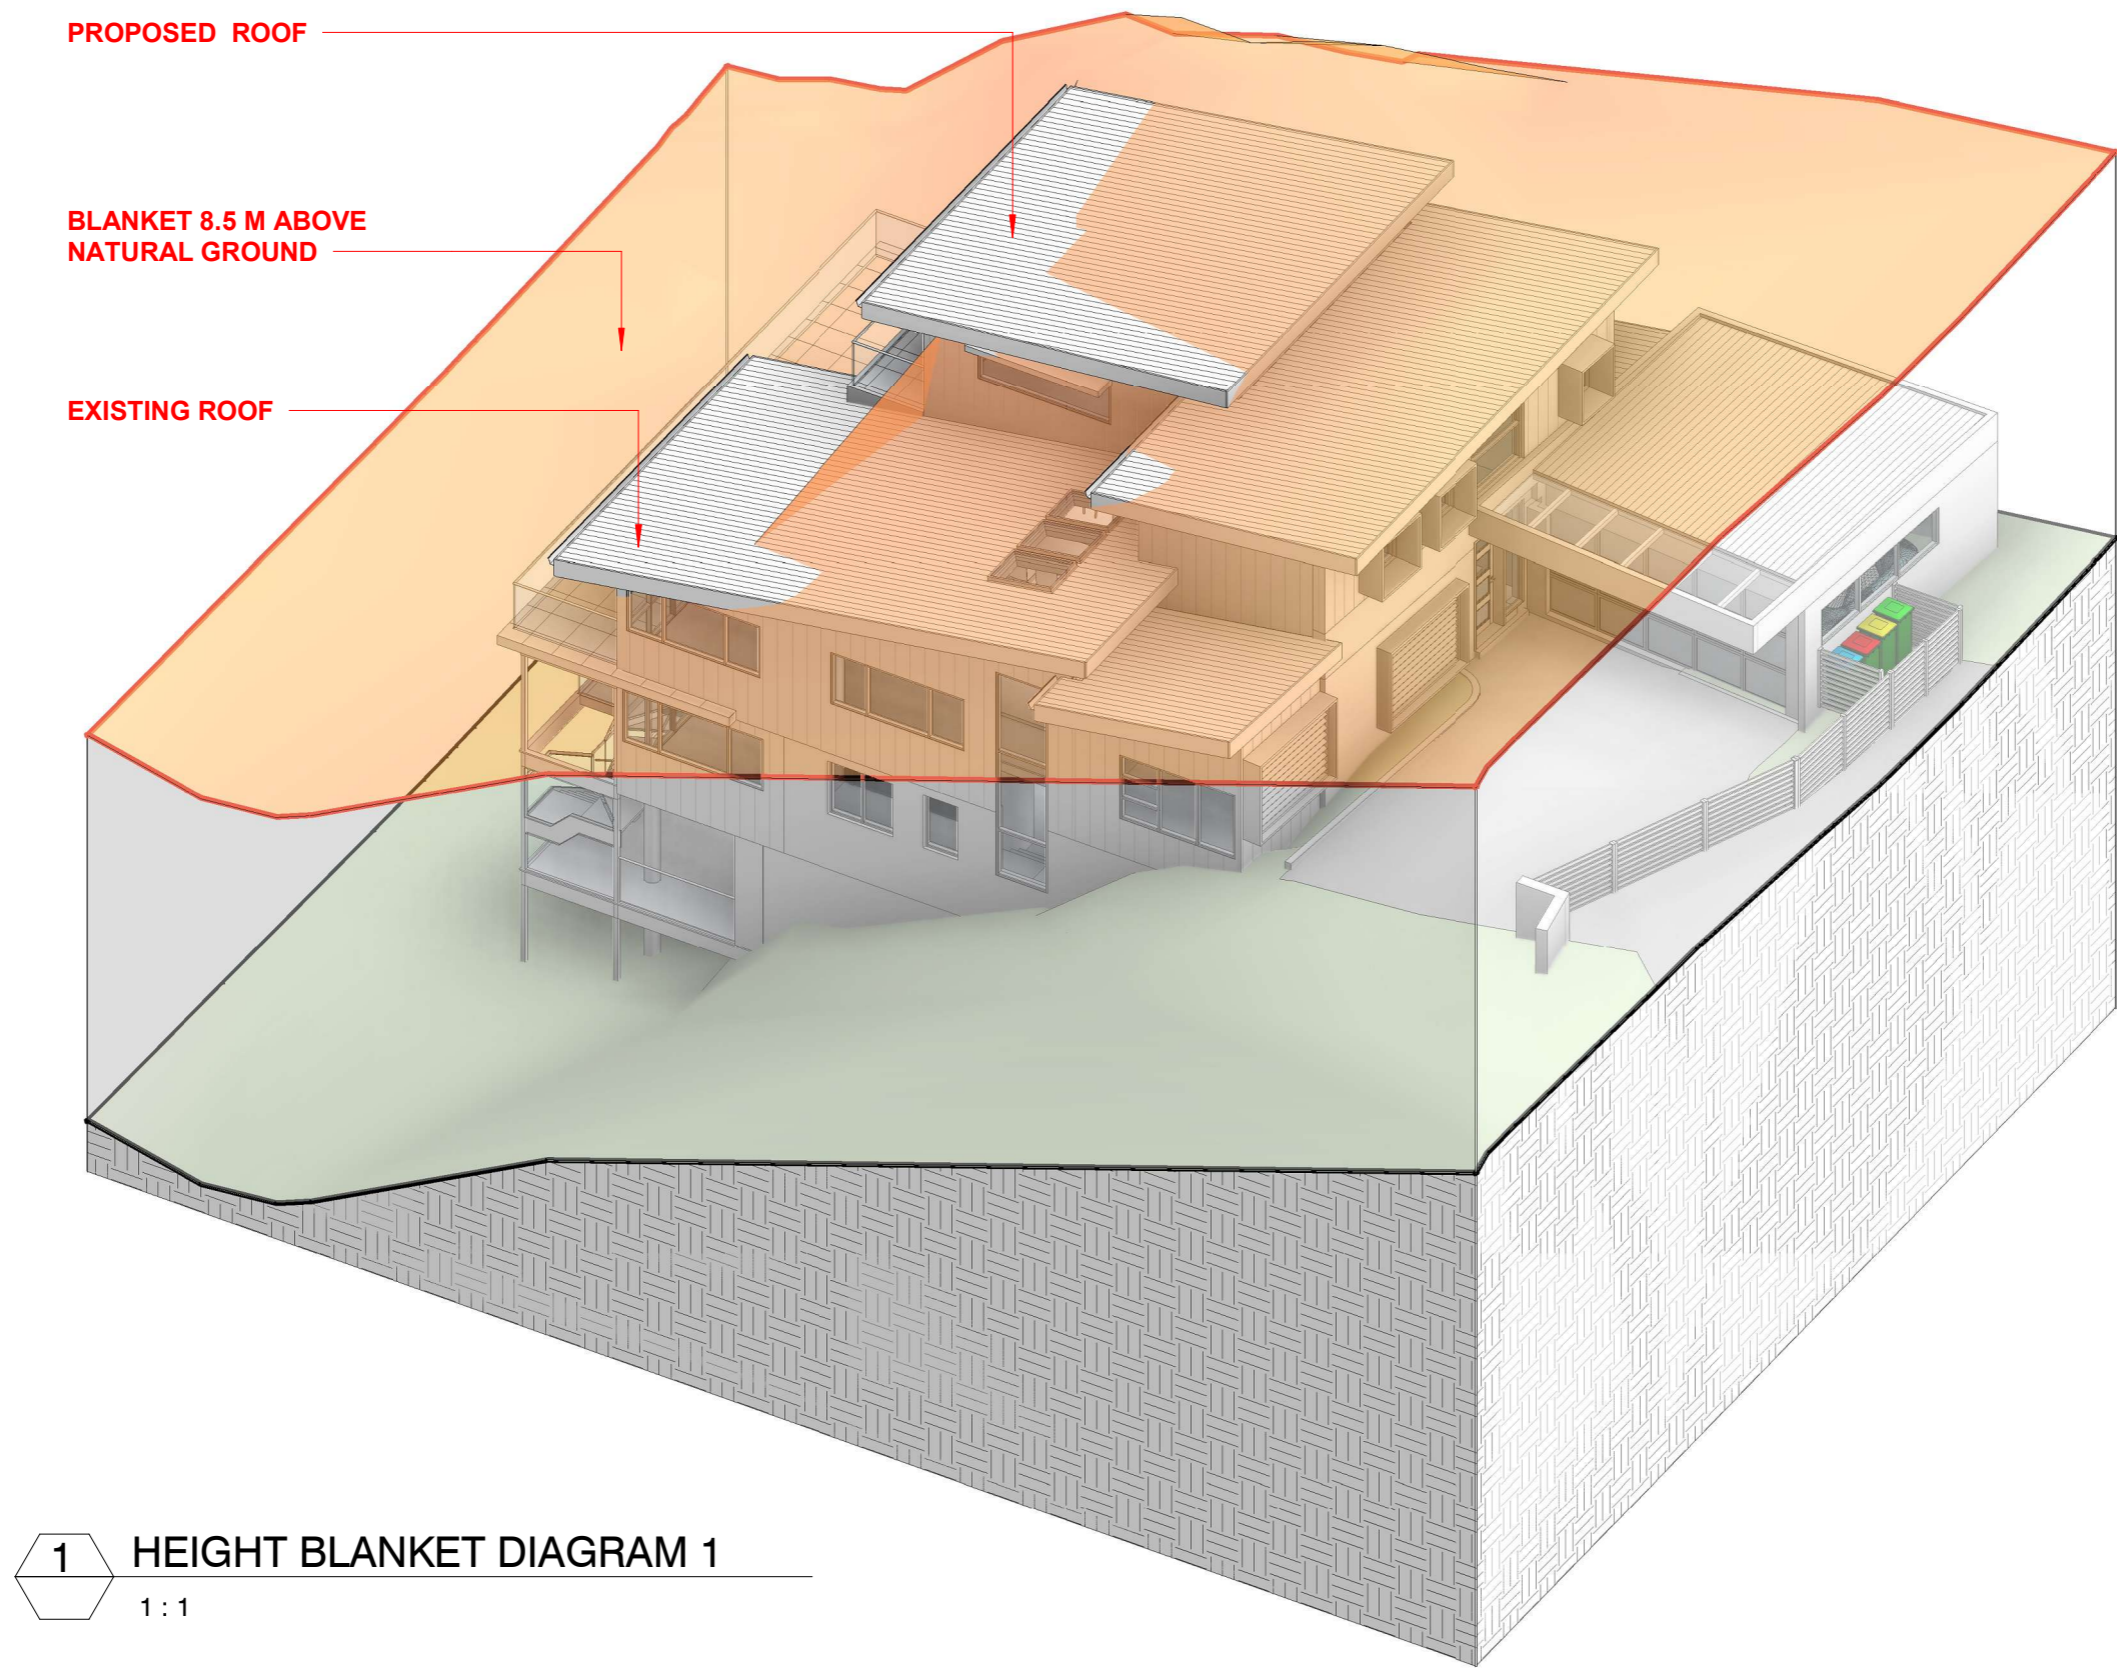 PROPOSED ROOF
BLANKET 8.5 M ABOVE
NATURAL GROUND
EXISTING ROOF
1 HEIGHT BLANKET DIAGRAM 1
1 : 1